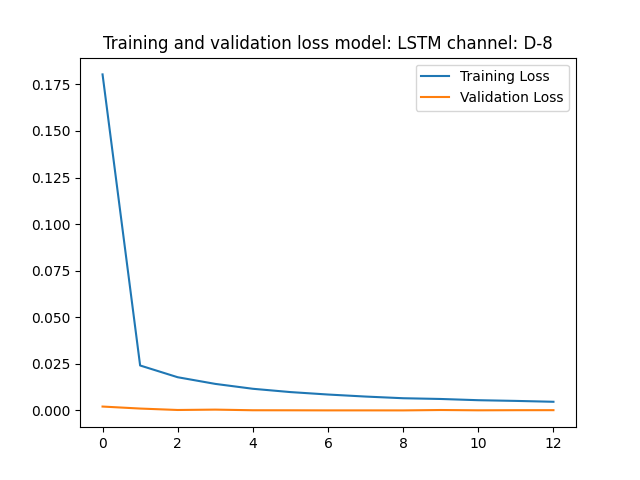 Training and validation loss model: LSTM channel: D-8
Training Loss
Validation Loss
0.175
0.150
0.125
0.100
0.075
0.050
0.025
0.000
0 2 4 6 8 10 12